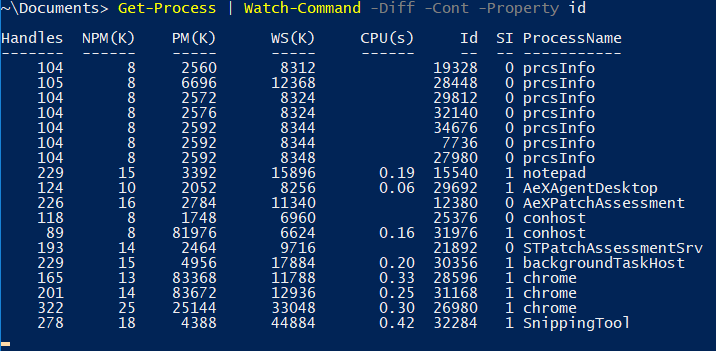 ~\Documents> Get-Process | Watch-Command -Diff -Cont -Property id
Handles NPM(K) PM(K) WS(K) CPU(s) Id SI ProcessName
------- ------ ----- ----- ------ -- -- -----------
104 8 2560 8312 19328 0 prcsInfo
105 8 6696 12368 28448 0 prcsInfo
104 8 2572 8324 29812 0 prcsInfo
104 8 2576 8324 32140 0 prcsInfo
104 8 2592 8344 34676 0 prcsInfo
104 8 2592 8344 7736 0 prcsInfo
104 8 2592 8348 27980 0 prcsInfo
229 15 3392 15896 0.19 15540 1 notepad
124 10 2052 8256 0.06 29692 1 AeXAgentDesktop
226 16 2784 11340 12380 0 AeXPatchAssessment
118 8 1748 6960 25376 0 conhost
89 8 81976 6624 0.16 31976 1 conhost
193 14 2464 9716 21892 0 STPatchAssessmentSrv
229 15 4956 17884 0.20 30356 1 backgroundTaskHost
165 13 83368 11788 0.33 28596 1 chrome
201 14 83672 12936 0.25 31168 1 chrome
322 25 25144 33048 0.30 26980 1 chrome
278 18 4388 44884 0.42 32284 1 SnippingTool